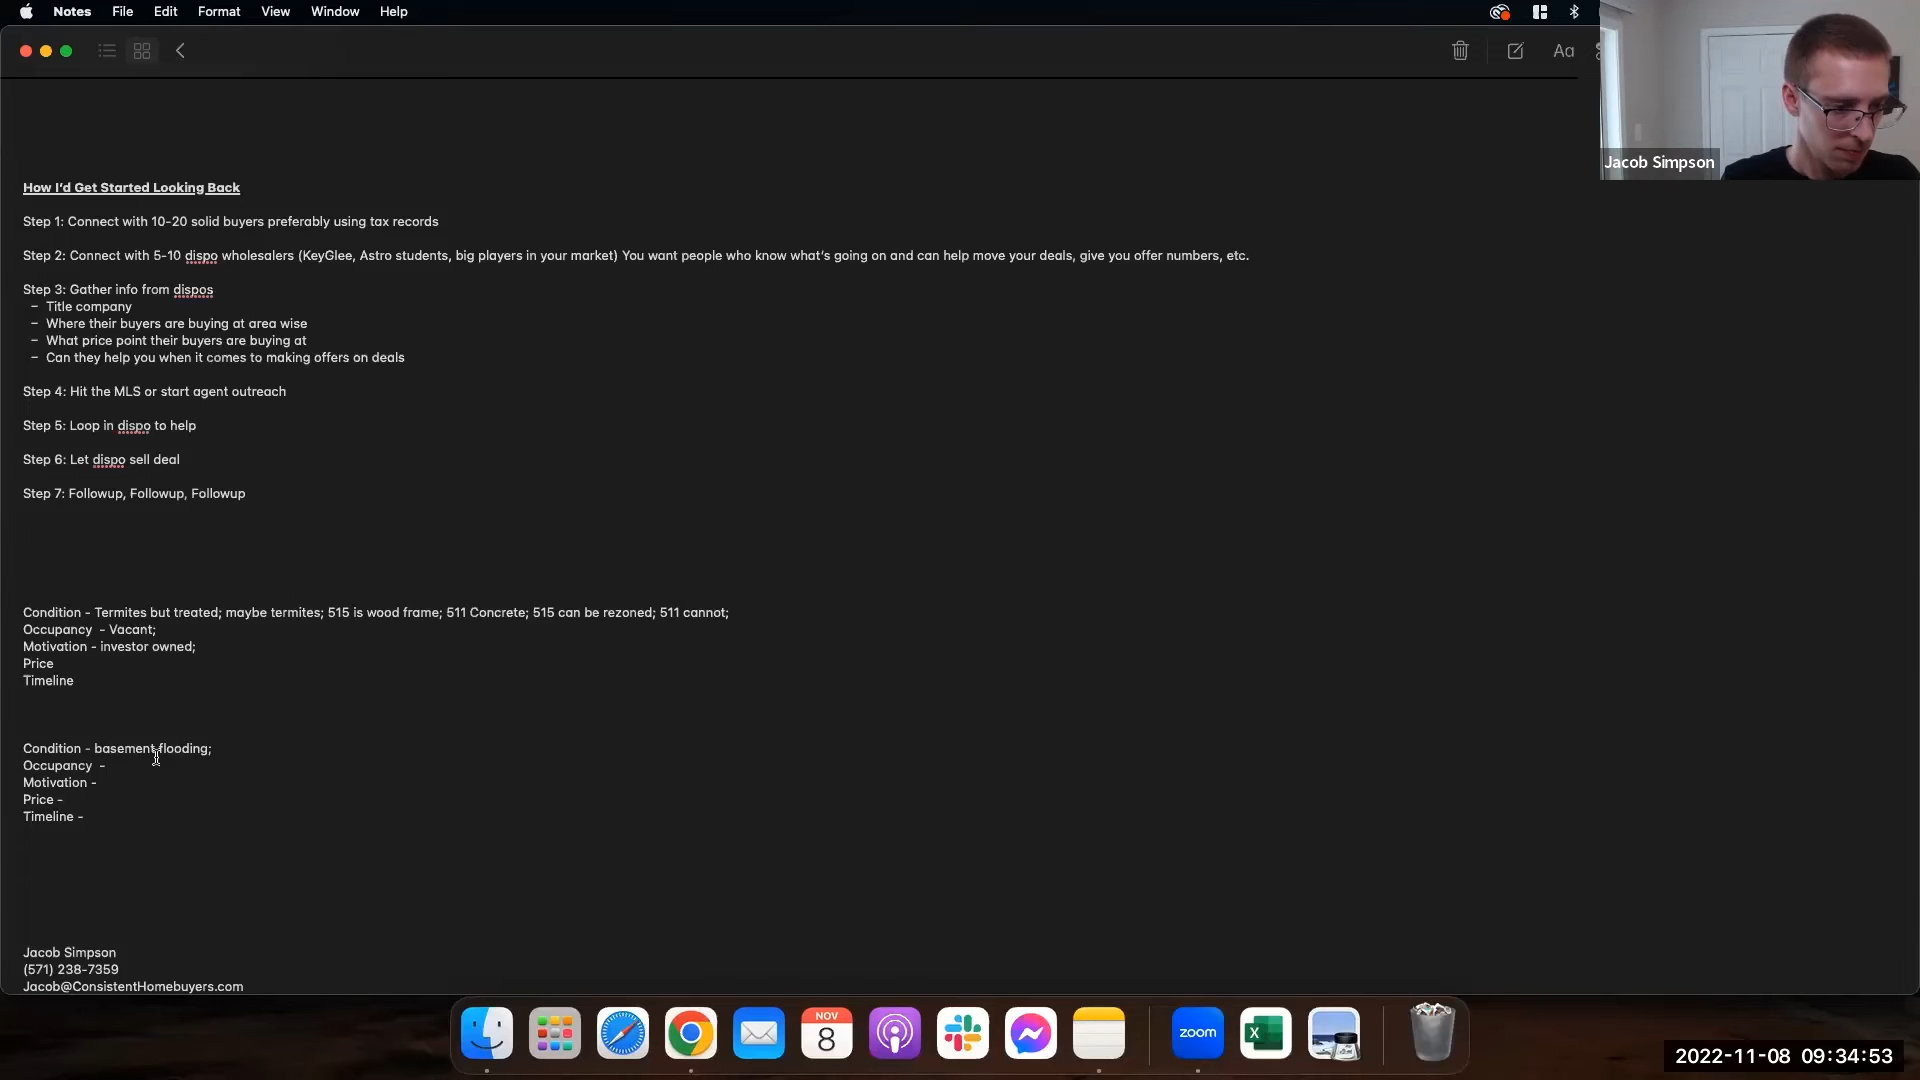 Notes File Edit Format View Window Help
Aa
Jacob Simpson
How I'd Get Started Looking Back
Step 1: Connect with 10-20 solid buyers preferably using tax records
Step 2: Connect with 5-10 dispo wholesalers (KeyGlee, Astro students, big players in your market) You want people who know what's going on and can help move your deals, give you offer numbers, etc.
Step 3: Gather info from dispos
– Title company
– Where their buyers are buying at area wise
– What price point their buyers are buying at
– Can they help you when it comes to making offers on deals
Step 4: Hit the MLS or start agent outreach
Step 5: Loop in dispo to help
Step 6: Let dispo sell deal
Step 7: Followup, Followup, Followup
Condition - Termites but treated; maybe termites; 515 is wood frame; 511 Concrete; 515 can be rezoned; 511 cannot;
Occupancy  - Vacant;
Motivation - investor owned;
Price
Timeline
Condition - basement flooding;
Occupancy  -
Motivation -
Price -
Timeline -
Jacob Simpson
(571) 238-7359
Jacob@ConsistentHomebuyers.com
NOV
8
zoom
X
2022-11-08 09:34:53